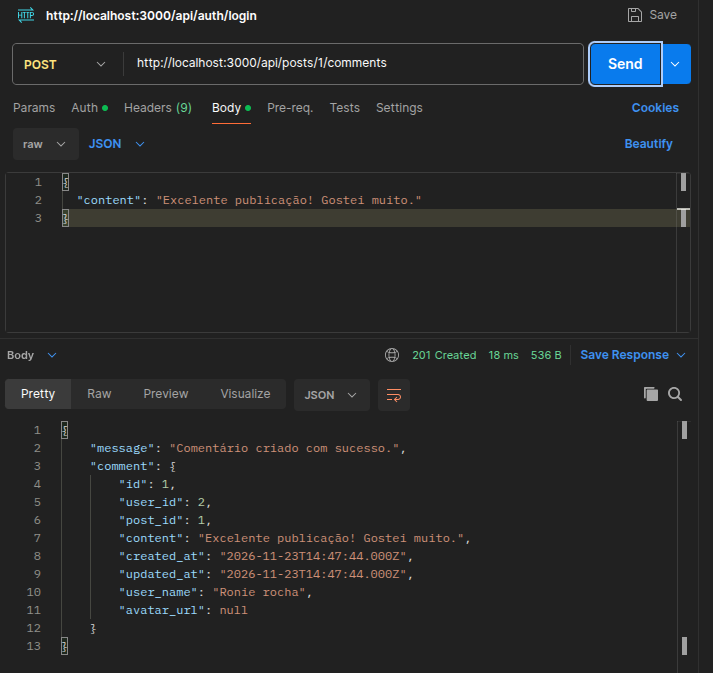 HTTP http://localhost:3000/api/auth/login Save
POST http://localhost:3000/api/posts/1/comments Send
Params Auth Headers (9) Body Pre-req. Tests Settings Cookies
raw JSON Beautify
1 {
2 "content": "Excelente publicação! Gostei muito."
3 }
Body 201 Created 18 ms 536 B Save Response
Pretty Raw Preview Visualize JSON
1 {
2 "message": "Comentário criado com sucesso.",
3 "comment": {
4 "id": 1,
5 "user_id": 2,
6 "post_id": 1,
7 "content": "Excelente publicação! Gostei muito.",
8 "created_at": "2026-11-23T14:47:44.000Z",
9 "updated_at": "2026-11-23T14:47:44.000Z",
10 "user_name": "Ronie rocha",
11 "avatar_url": null
12 }
13 }